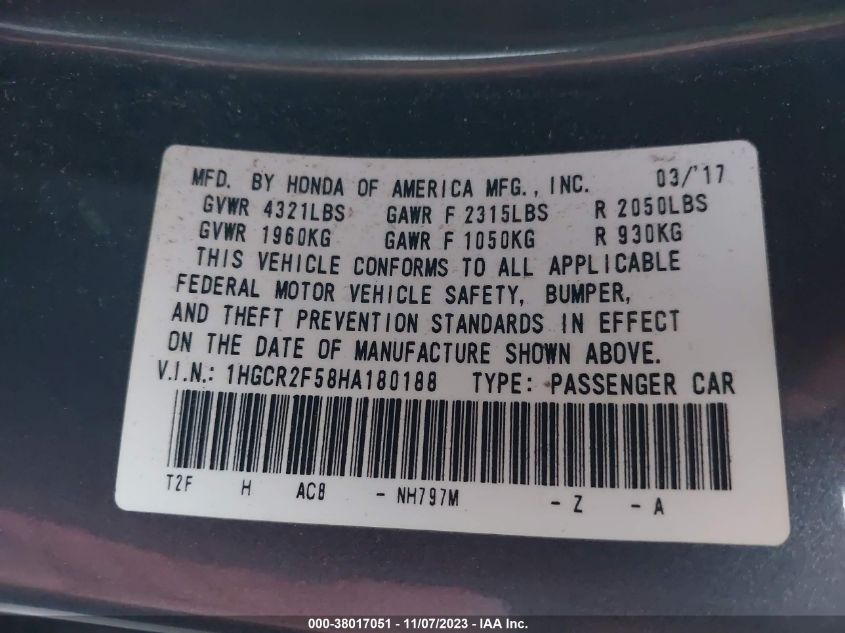 MFD. BY HONDA OF AMERICA MFG., INC. 03/'17
GVWR 4321LBS GAWR F 2315LBS R 2050LBS
GVWR 1960KG GAWR F 1050KG R 930KG
THIS VEHICLE CONFORMS TO ALL APPLICABLE
FEDERAL MOTOR VEHICLE SAFETY, BUMPER,
AND THEFT PREVENTION STANDARDS IN EFFECT
ON THE DATE OF MANUFACTURE SHOWN ABOVE.
V.I.N.: 1HGCR2F58HA180188 TYPE: PASSENGER CAR
T2F H AC8 - NH797M - Z - A
000-38017051 - 11/07/2023 - IAA Inc.